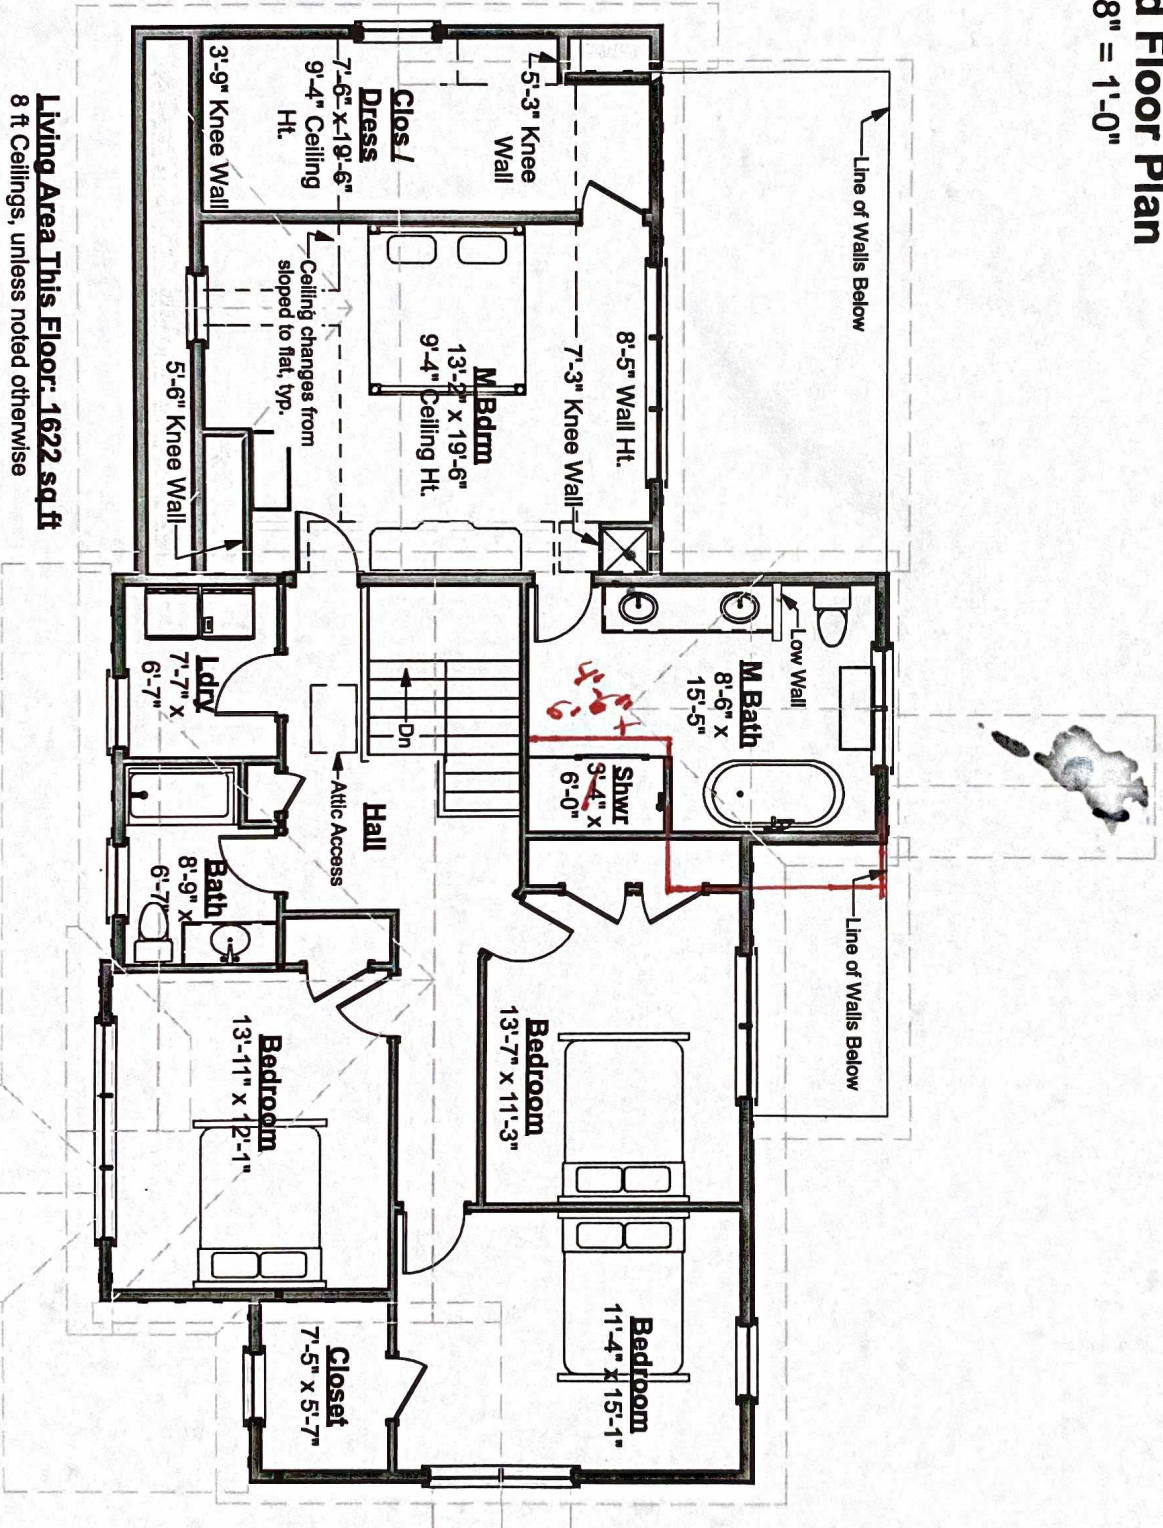 d Floor Plan
8" = 1'-0"
Line of Walls Below
Line of Walls Below
5'-3" Knee
Wall
Clos /
Dress
7'-6" x 19'-6"
9'-4" Ceiling
Ht.
3'-9" Knee Wall
8'-5" Wall Ht.
7'-3" Knee Wall
M Bdrm
13'-2" x 19'-6"
9'-4" Ceiling Ht.
Ceiling changes from
sloped to flat, typ.
5'-6" Knee Wall
Low Wall
M Bath
8'-6" x
15'-5"
Shwr
3'-4" x
6'-0"
Dn
Attic Access
Hall
Ldry
7'-7" x
6'-7"
Bath
8'-9" x
6'-7"
Bedroom
13'-7" x 11'-3"
Bedroom
13'-11" x 12'-1"
Bedroom
11'-4" x 15'-1"
Closet
7'-5" x 5'-7"
Living Area This Floor: 1622 sq ft
8 ft Ceilings, unless noted otherwise